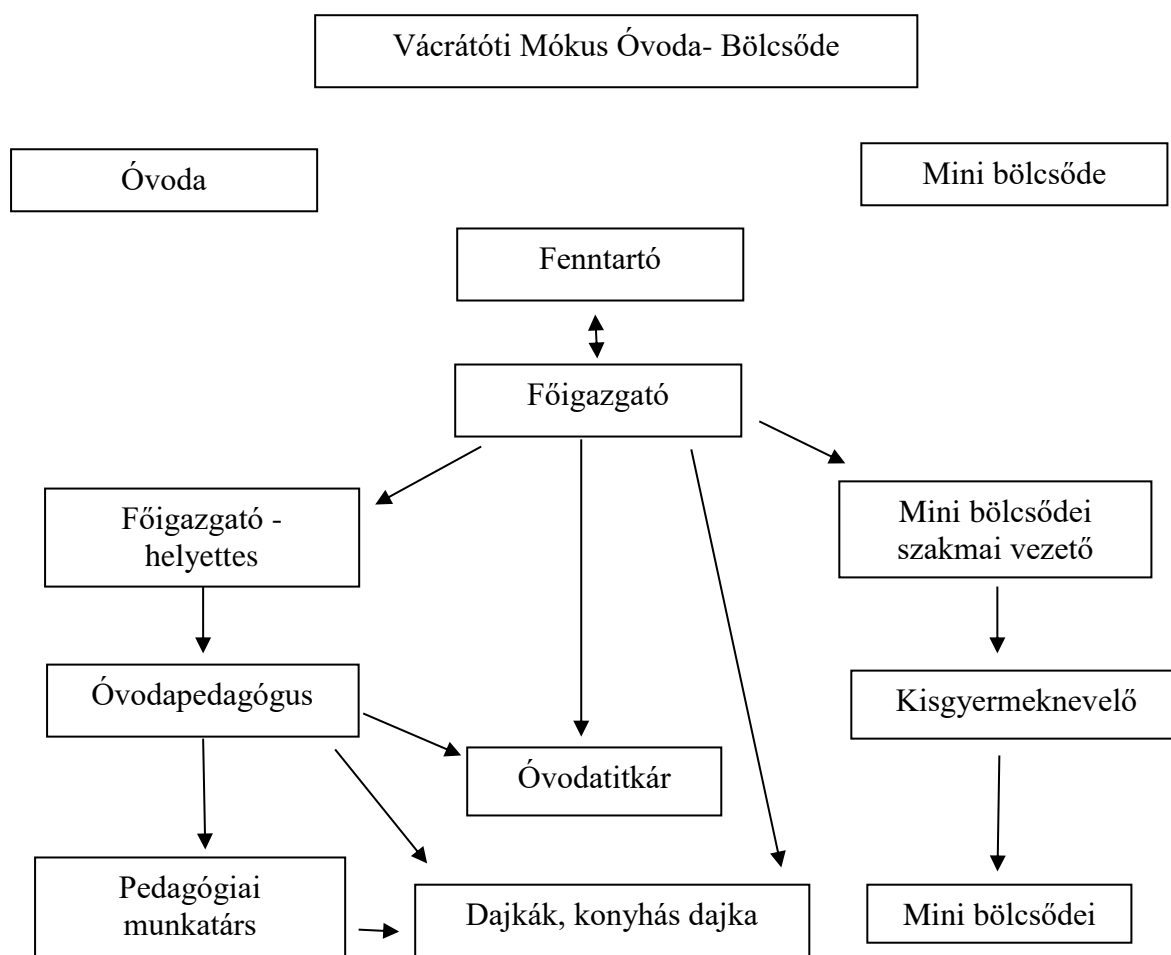 Vácrátóti Mókus Óvoda- Bölcsőde
Óvoda
Mini bölcsőde
Fenntartó
Főigazgató
Főigazgató -
helyettes
Mini bölcsődei
szakmai vezető
Óvodapedagógus
Kisgyermeknevelő
Óvodatitkár
Pedagógiai
munkatárs
Dajkák, konyhás dajka
Mini bölcsődei